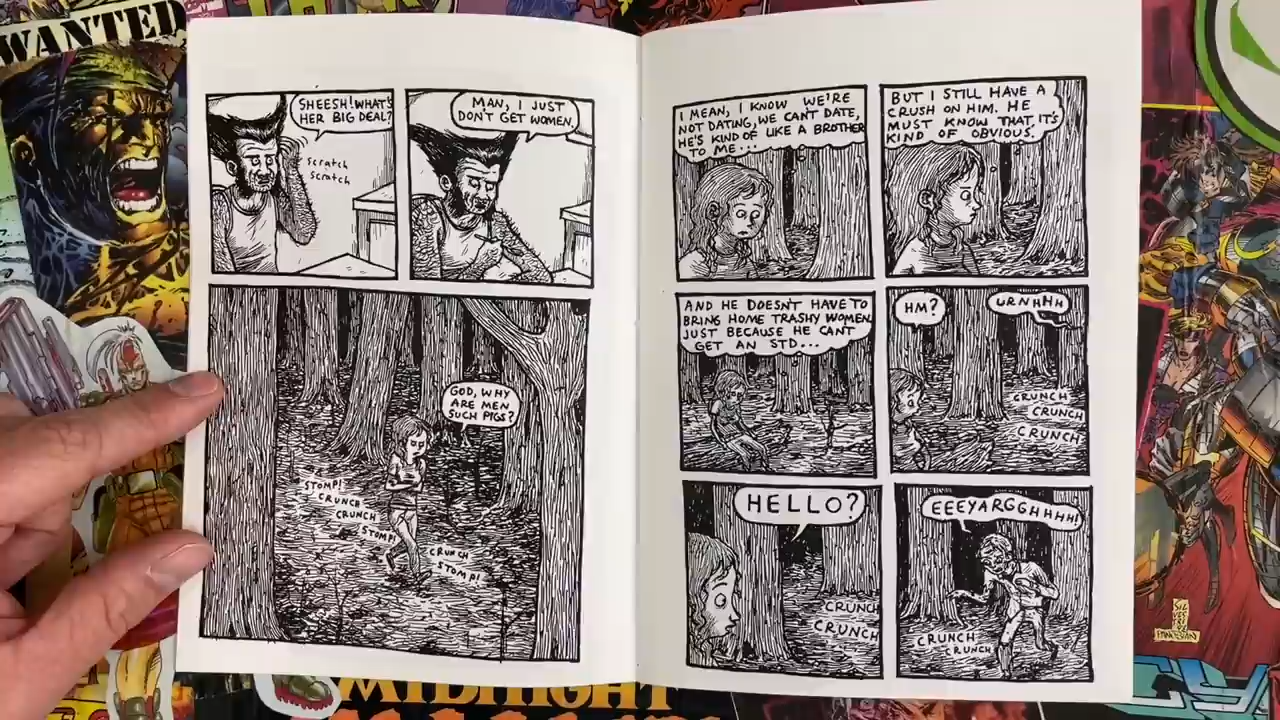 WANTED
SHEESH! WHAT'S
HER BIG DEAL?
scratch
scratch
MAN, I JUST
DON'T GET WOMEN.
GOD, WHY
ARE MEN
SUCH PIGS?
STOMP!
CRUNCH
CRUNCH
STOMP!
CRUNCH
STOMP!
I MEAN, I KNOW WE'RE
NOT DATING, WE CAN'T DATE,
HE'S KIND OF LIKE A BROTHER
TO ME...
BUT I STILL HAVE A
CRUSH ON HIM. HE
MUST KNOW THAT, IT'S
KIND OF OBVIOUS.
AND HE DOESN'T HAVE TO
BRING HOME TRASHY WOMEN
JUST BECAUSE HE CAN'T
GET AN STD...
HM?
URNHHH
CRUNCH
CRUNCH
CRUNCH
HELLO?
CRUNCH
CRUNCH
EEEYARGGHHHH!
CRUNCH
CRUNCH
MIDNIGHT